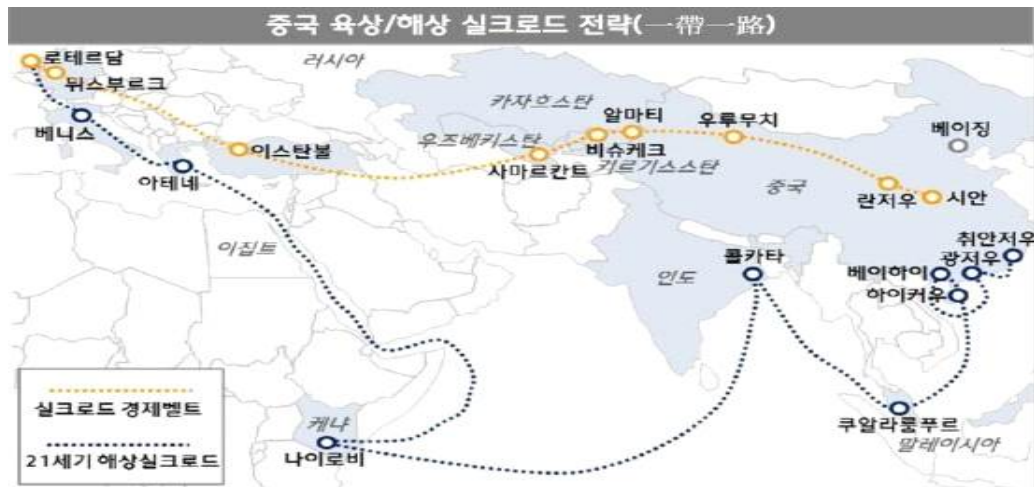 중국 육상/해상 실크로드 전략(一帶一路)
로테르담
러시아
뒤스부르크
카자흐스탄
알마티
우루무치
베니스
우즈베키스탄
베이징
이스탄불
비슈케크
아테네
사마르칸트
키르기스스탄
중국
란저우
시안
이집트
취안저우
콜카타
광저우
인도
베이하이
하이커우
실크로드 경제벨트
케냐
쿠알라룸푸르
21세기 해상실크로드
나이로비
말레이시아